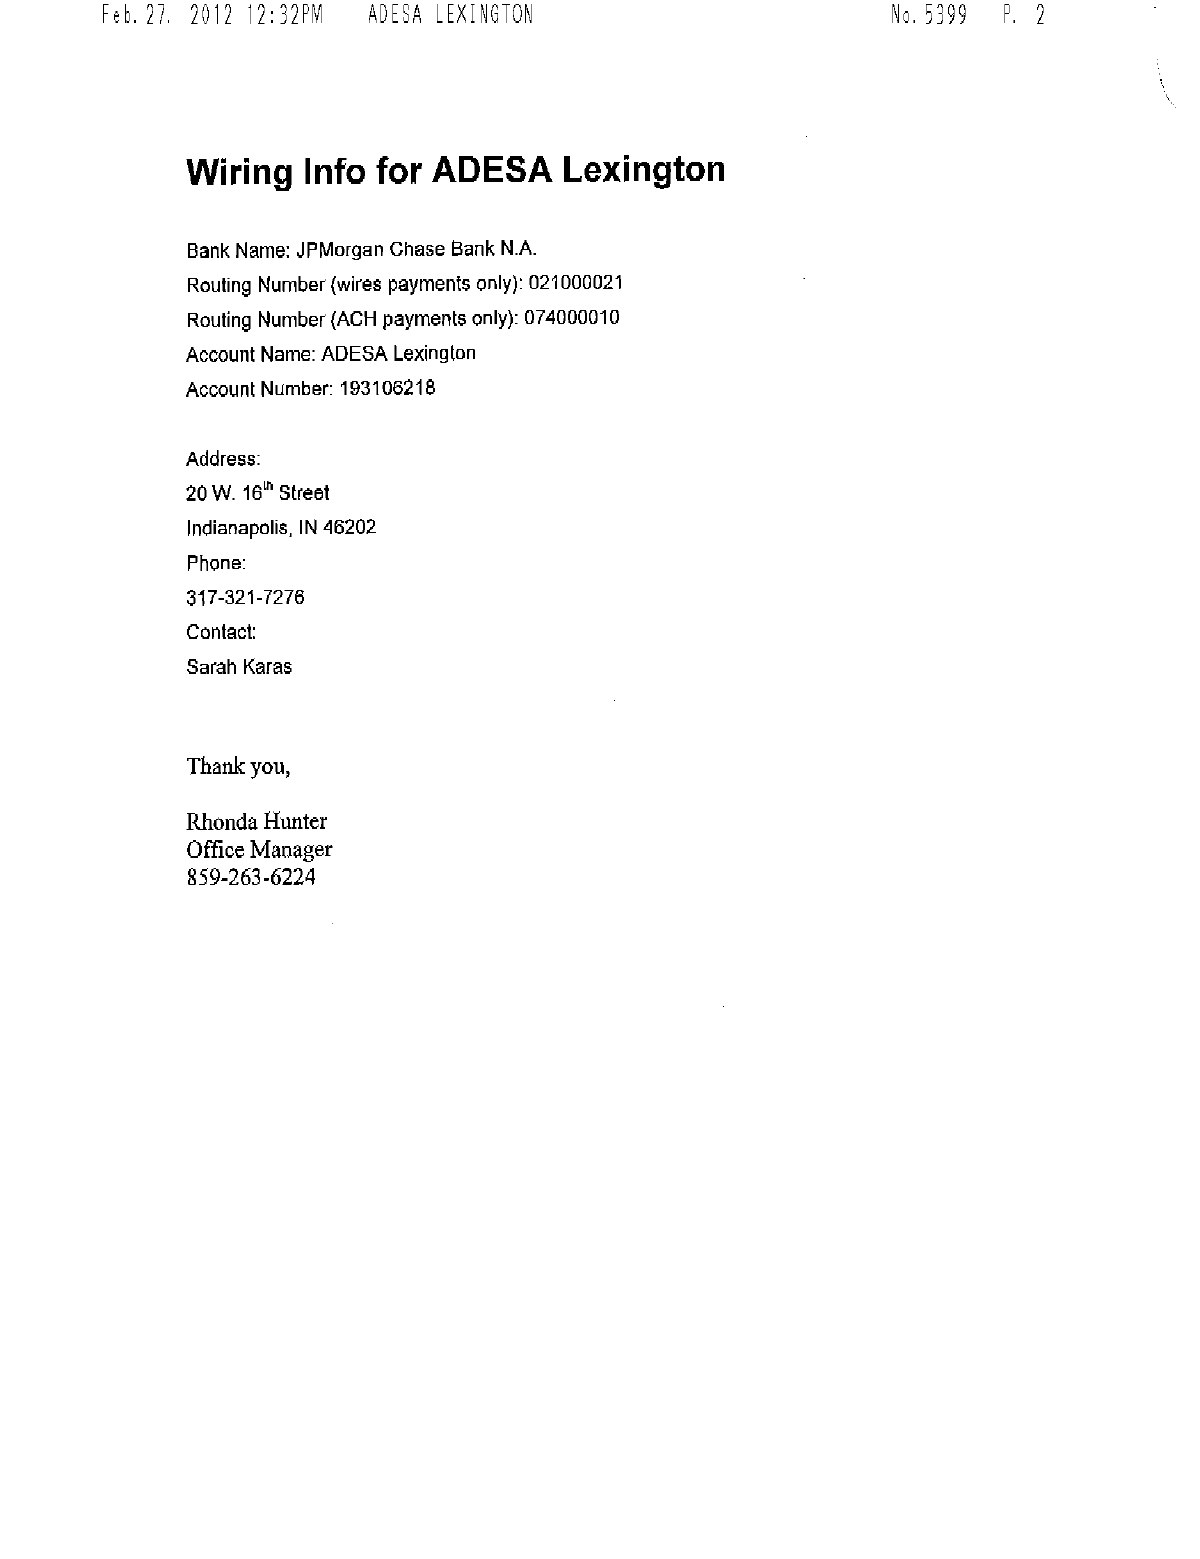 Feb. 27. 2012 12:32PM ADESA LEXINGTON No. 5399 P. 2
Wiring Info for ADESA Lexington
Bank Name: JPMorgan Chase Bank N.A.
Routing Number (wires payments only): 021000021
Routing Number (ACH payments only): 074000010
Account Name: ADESA Lexington
Account Number: 193106218
Address:
20 W. 16th Street
Indianapolis, IN 46202
Phone:
317-321-7276
Contact:
Sarah Karas
Thank you,
Rhonda Hunter
Office Manager
859-263-6224